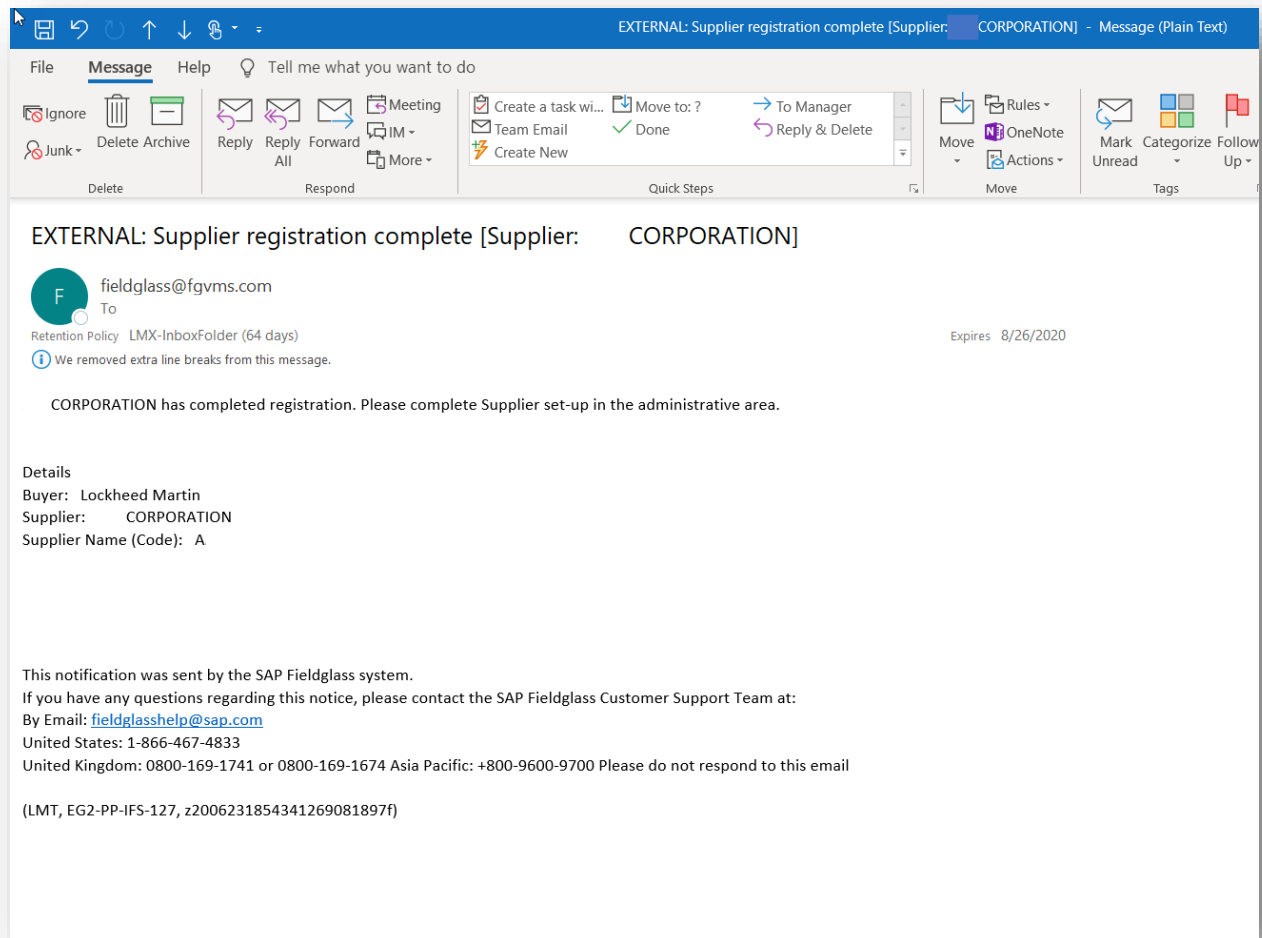 EXTERNAL: Supplier registration complete [Supplier: CORPORATION] - Message (Plain Text)
File Message Help Tell me what you want to do
Ignore
Junk
Delete Archive
Delete
Reply Reply All Forward
Meeting
IM
More
Respond
Create a task wi... Move to: ? To Manager
Team Email Done Reply & Delete
Create New
Quick Steps
Move
Rules
OneNote
Actions
Move
Mark Unread Categorize Follow Up
Tags
EXTERNAL: Supplier registration complete [Supplier: CORPORATION]
F
fieldglass@fgvms.com
To
Retention Policy LMX-InboxFolder (64 days) Expires 8/26/2020
We removed extra line breaks from this message.
CORPORATION has completed registration. Please complete Supplier set-up in the administrative area.
Details
Buyer: Lockheed Martin
Supplier: CORPORATION
Supplier Name (Code): A
This notification was sent by the SAP Fieldglass system.
If you have any questions regarding this notice, please contact the SAP Fieldglass Customer Support Team at:
By Email: fieldglasshelp@sap.com
United States: 1-866-467-4833
United Kingdom: 0800-169-1741 or 0800-169-1674 Asia Pacific: +800-9600-9700 Please do not respond to this email
(LMT, EG2-PP-IFS-127, z2006231854341269081897f)